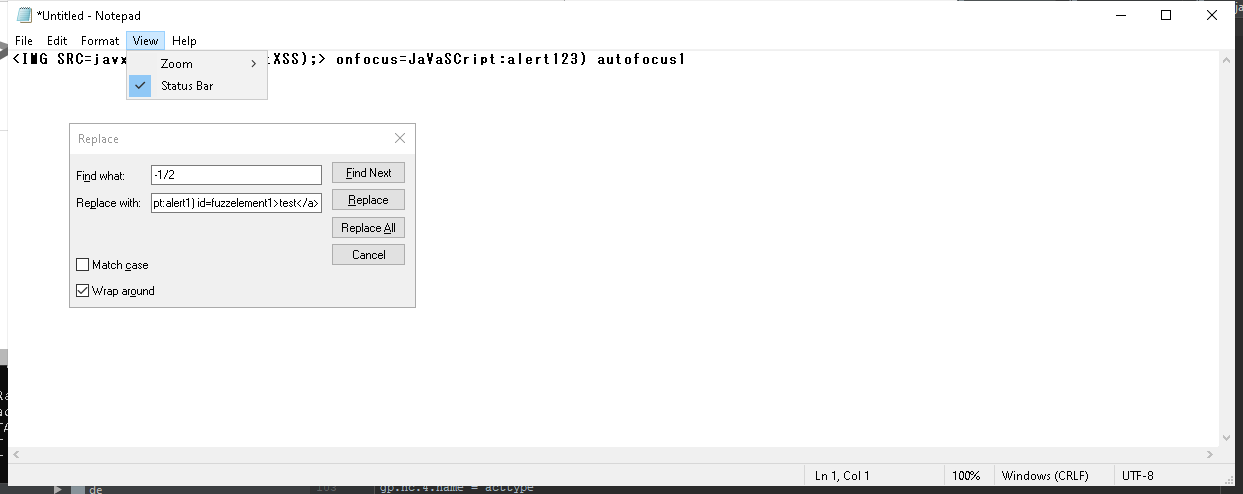 *Untitled - Notepad
File Edit Format View Help
<IMG SRC=javx XSS);> onfocus=JaVaSCript:alert123) autofocus1
Zoom
Status Bar
Replace
Find what: -1/2 Find Next
Replace with: pt:alert1) id=fuzzelement1>test</a> Replace
Replace All
Cancel
Match case
Wrap around
Ln 1, Col 1 100% Windows (CRLF) UTF-8
de gp.nc.4.name = acctype